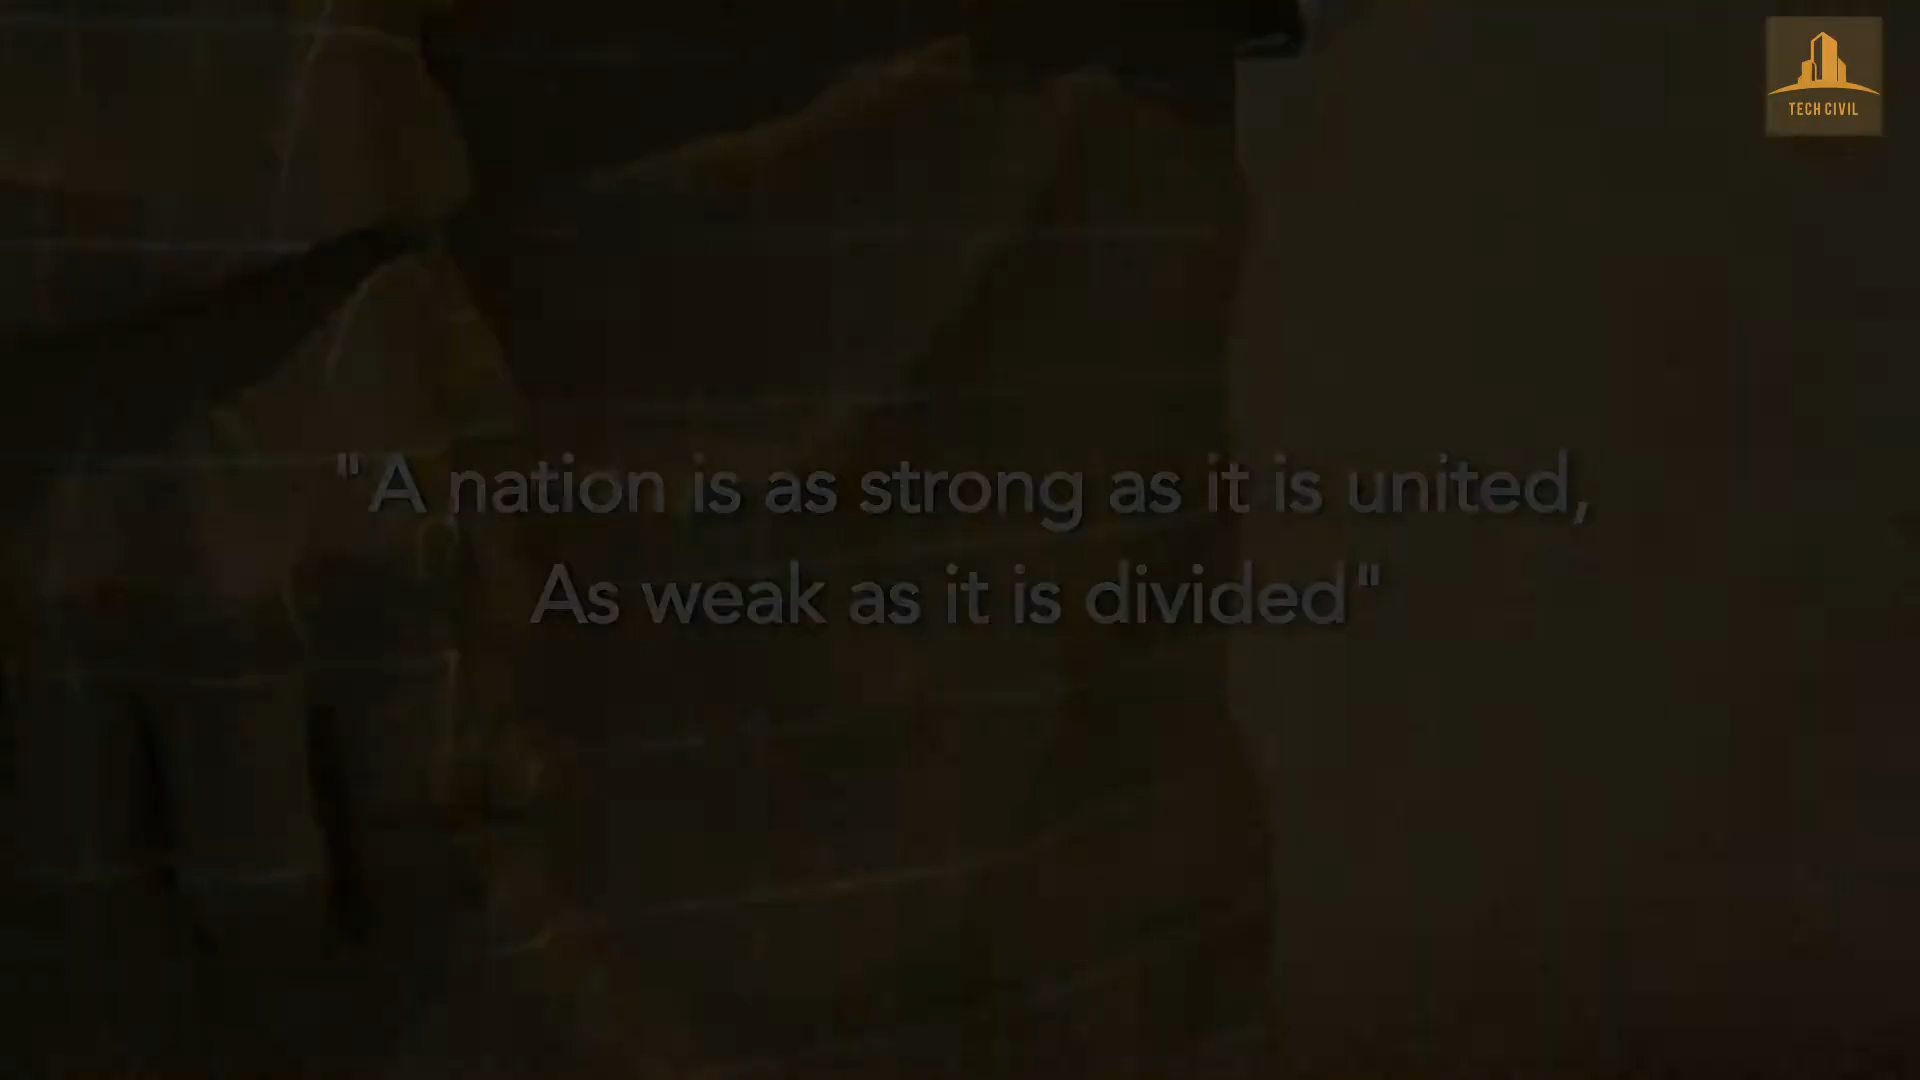 TECH CIVIL
"A nation is as strong as it is united,
As weak as it is divided"